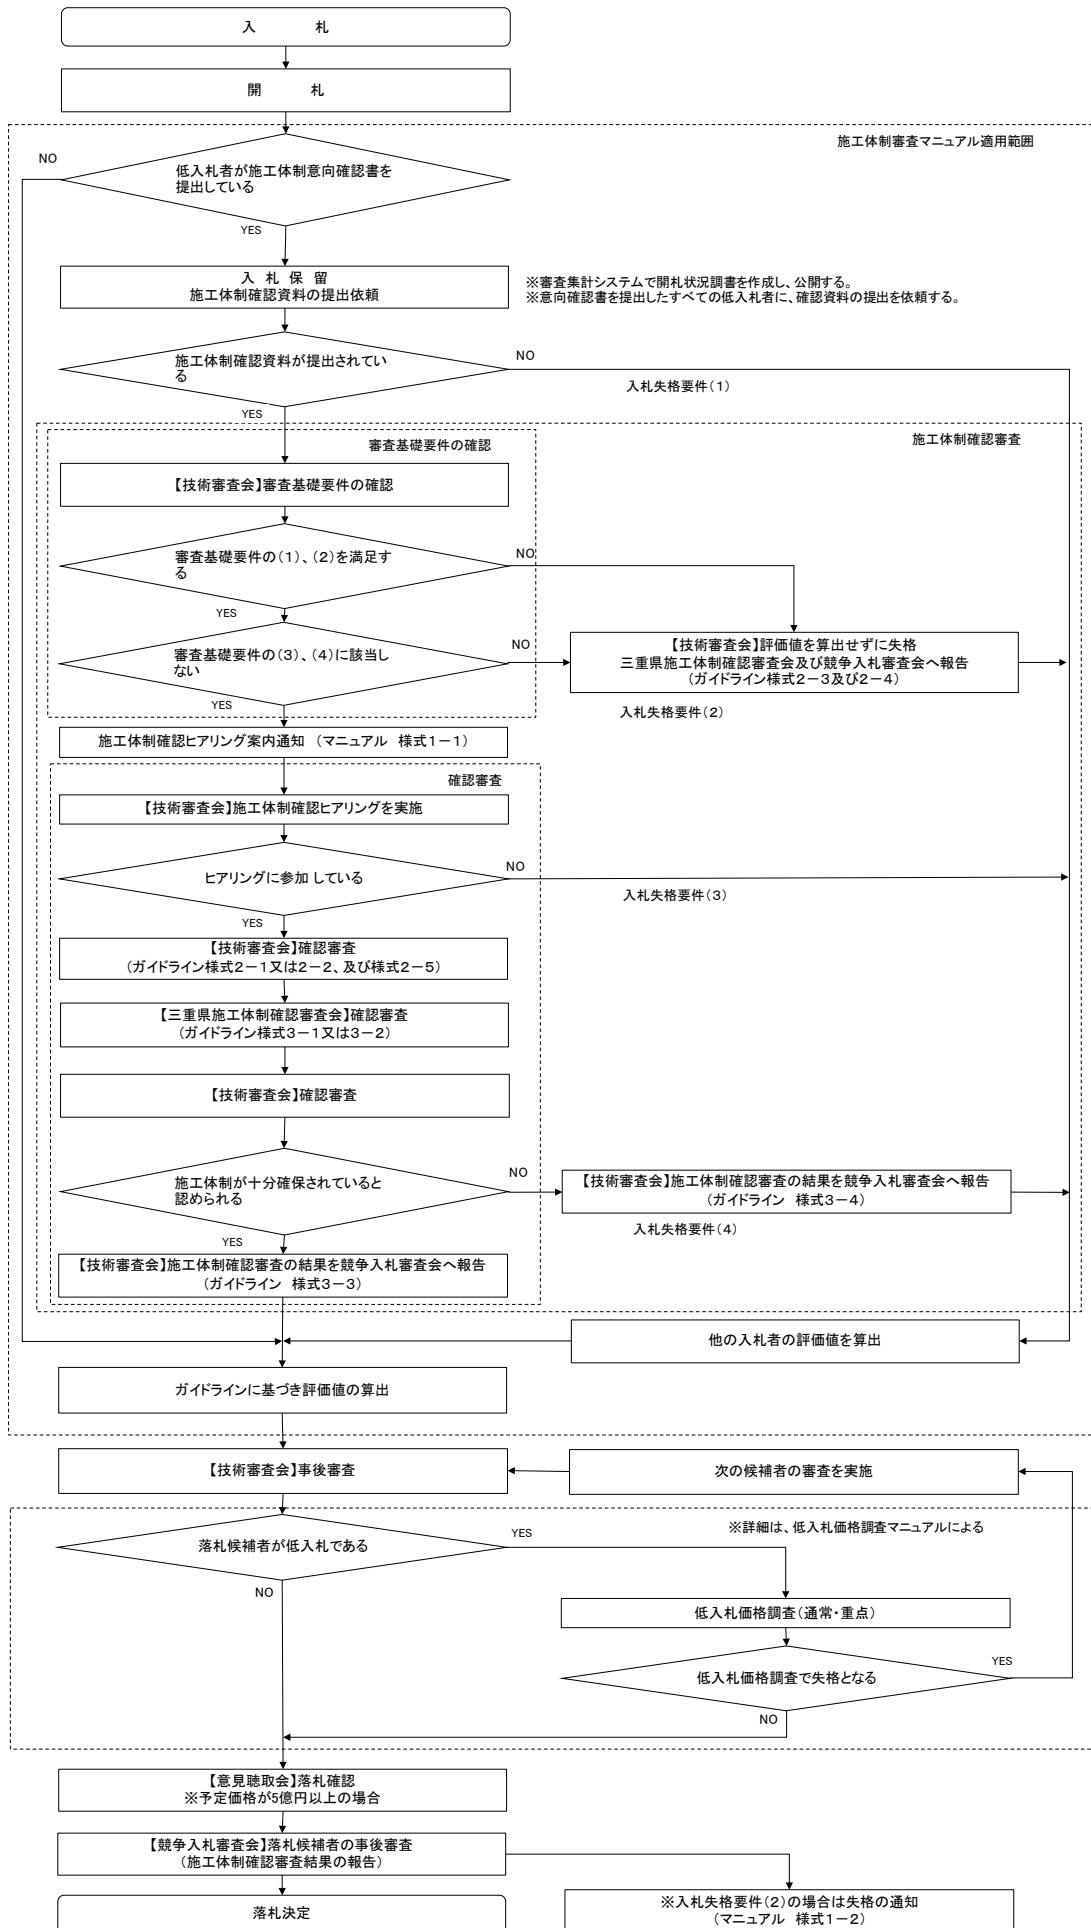 入　　　　札
開　　　札
施工体制審査マニュアル適用範囲
NO
低入札者が施工体制意向確認書を
提出している
YES
入　札　保　留
施工体制確認資料の提出依頼
※審査集計システムで開札状況調書を作成し、公開する。
※意向確認書を提出したすべての低入札者に、確認資料の提出を依頼する。
施工体制確認資料が提出されてい
る
NO
入札失格要件(1)
YES
審査基礎要件の確認
施工体制確認審査
【技術審査会】審査基礎要件の確認
審査基礎要件の(1)、(2)を満足す
る
NO
YES
審査基礎要件の(3)、(4)に該当し
ない
NO
【技術審査会】評価値を算出せずに失格
三重県施工体制確認審査会及び競争入札審査会へ報告
(ガイドライン様式2-3及び2-4)
YES
入札失格要件(2)
施工体制確認ヒアリング案内通知　(マニュアル　様式1-1)
確認審査
【技術審査会】施工体制確認ヒアリングを実施
ヒアリングに参加 している
NO
入札失格要件(3)
YES
【技術審査会】確認審査
(ガイドライン様式2-1又は2-2、及び様式2-5)
【三重県施工体制確認審査会】確認審査
(ガイドライン様式3-1又は3-2)
【技術審査会】確認審査
施工体制が十分確保されていると
認められる
NO
【技術審査会】施工体制確認審査の結果を競争入札審査会へ報告
(ガイドライン　様式3-4)
入札失格要件(4)
YES
【技術審査会】施工体制確認審査の結果を競争入札審査会へ報告
(ガイドライン　様式3-3)
他の入札者の評価値を算出
ガイドラインに基づき評価値の算出
【技術審査会】事後審査
次の候補者の審査を実施
落札候補者が低入札である
YES
※詳細は、低入札価格調査マニュアルによる
NO
低入札価格調査(通常・重点)
低入札価格調査で失格となる
YES
NO
【意見聴取会】落札確認
※予定価格が5億円以上の場合
【競争入札審査会】落札候補者の事後審査
(施工体制確認審査結果の報告)
落札決定
※入札失格要件(2)の場合は失格の通知
(マニュアル　様式1-2)